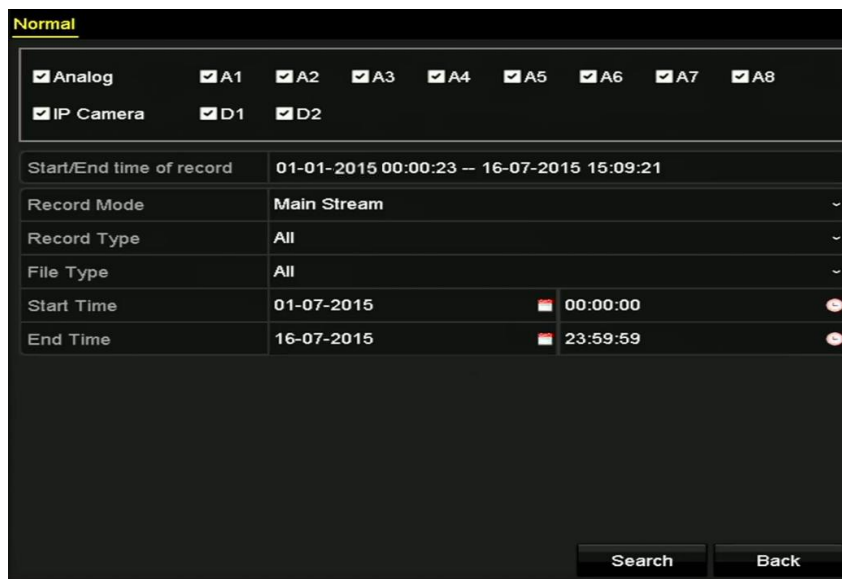 Normal
Analog A1 A2 A3 A4 A5 A6 A7 A8
IP Camera D1 D2
Start/End time of record 01-01-2015 00:00:23 -- 16-07-2015 15:09:21
Record Mode Main Stream
Record Type All
File Type All
Start Time 01-07-2015 00:00:00
End Time 16-07-2015 23:59:59
Search Back